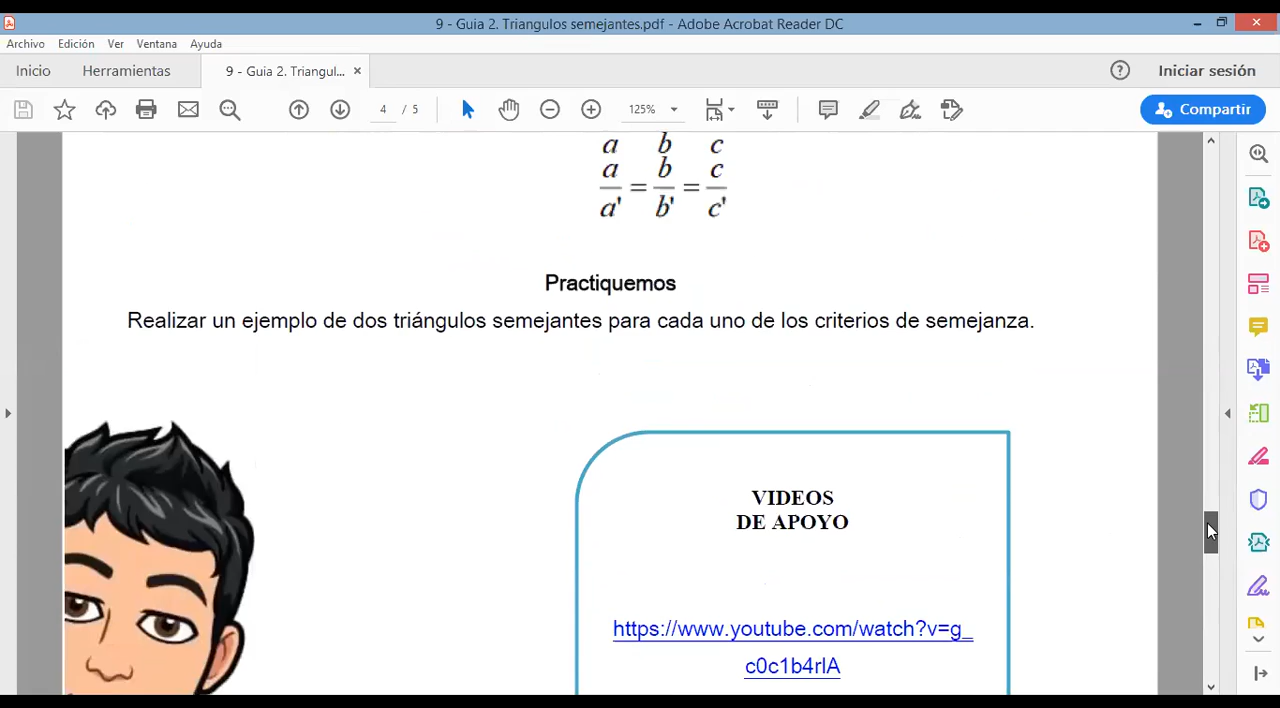 9 - Guia 2. Triangulos semejantes.pdf - Adobe Acrobat Reader DC
Archivo Edición Ver Ventana Ayuda
Inicio Herramientas 9 - Guia 2. Triangul... × Iniciar sesión
4 / 5 125% Compartir
a b c
a b c
= =
a' b' c'
Practiquemos
Realizar un ejemplo de dos triángulos semejantes para cada uno de los criterios de semejanza.
VIDEOS
DE APOYO
https://www.youtube.com/watch?v=g_
c0c1b4rlA